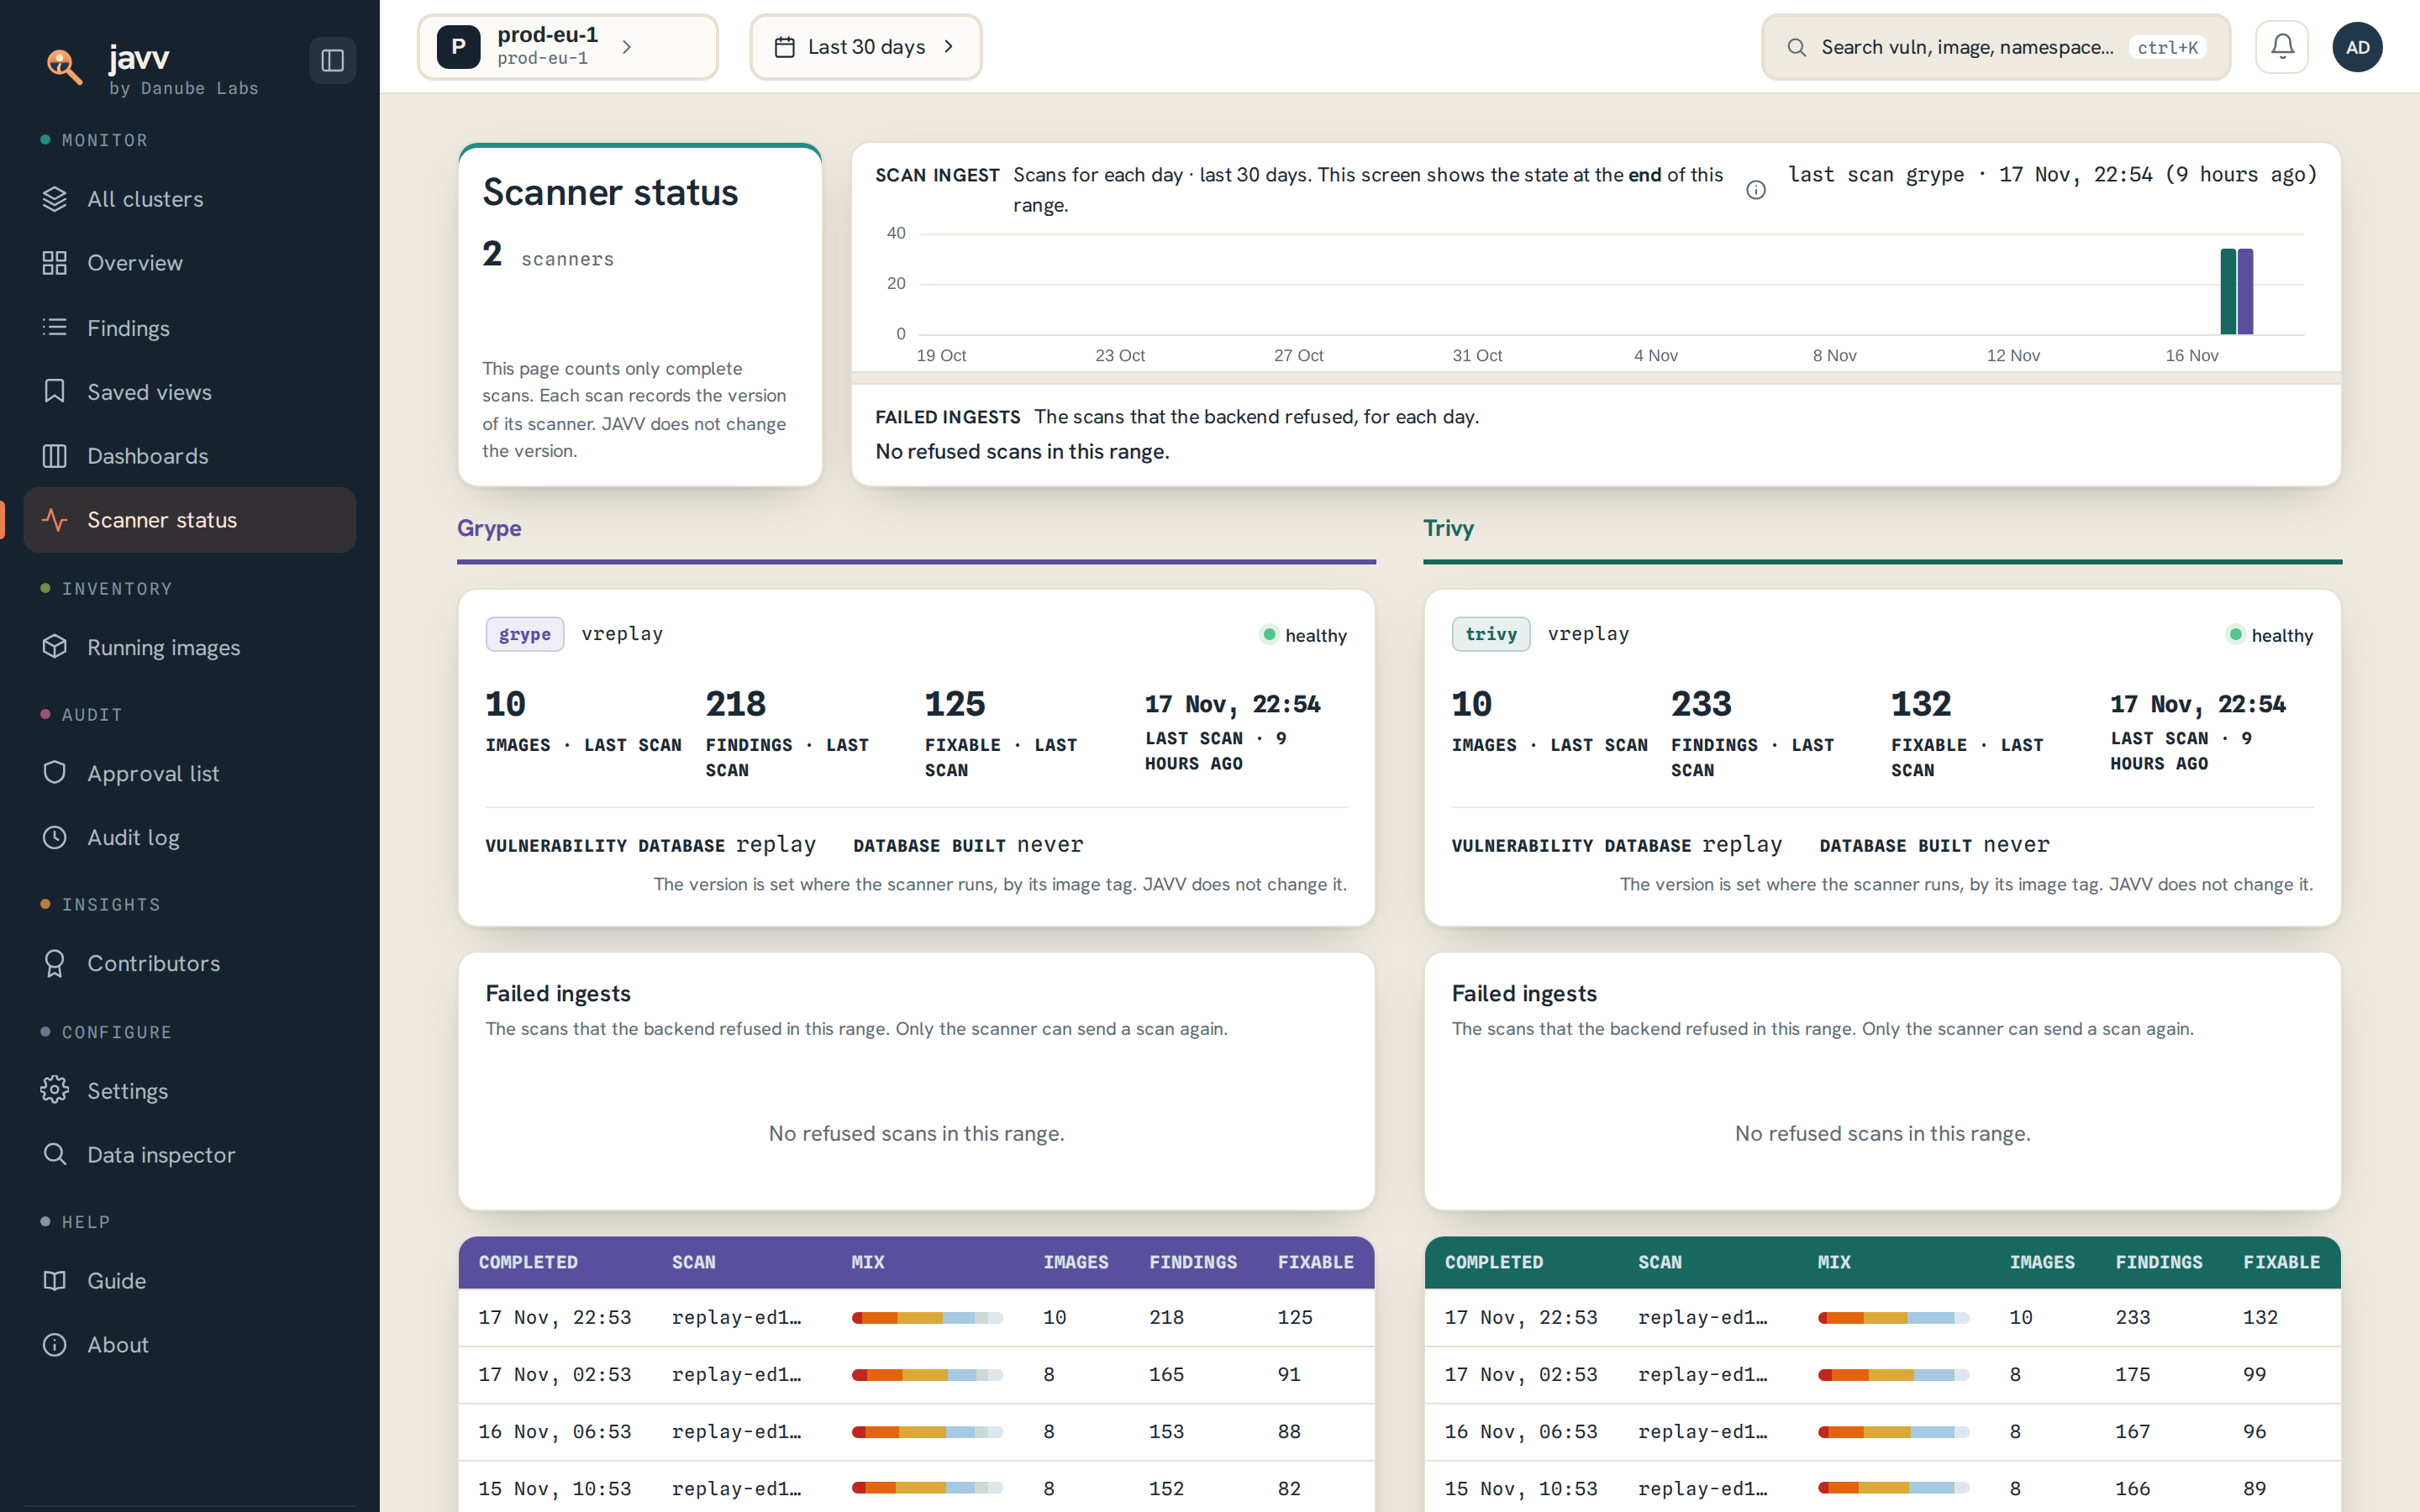 javv
by Danube Labs
MONITOR
All clusters
Overview
Findings
Saved views
Dashboards
Scanner status
INVENTORY
Running images
AUDIT
Approval list
Audit log
INSIGHTS
Contributors
CONFIGURE
Settings
Data inspector
HELP
Guide
About
P
prod-eu-1
prod-eu-1
Last 30 days
Search vuln, image, namespace... ctrl+K
AD
Scanner status
2 scanners
This page counts only complete
scans. Each scan records the version
of its scanner. JAVV does not change
the version.
SCAN INGEST Scans for each day · last 30 days. This screen shows the state at the end of this
range.
last scan grype · 17 Nov, 22:54 (9 hours ago)
40
20
0
19 Oct 23 Oct 27 Oct 31 Oct 4 Nov 8 Nov 12 Nov 16 Nov
FAILED INGESTS The scans that the backend refused, for each day.
No refused scans in this range.
Grype
grype vreplay healthy
10 218 125 17 Nov, 22:54
IMAGES · LAST SCAN FINDINGS · LAST FIXABLE · LAST LAST SCAN · 9
SCAN SCAN HOURS AGO
VULNERABILITY DATABASE replay DATABASE BUILT never
The version is set where the scanner runs, by its image tag. JAVV does not change it.
Failed ingests
The scans that the backend refused in this range. Only the scanner can send a scan again.
No refused scans in this range.
COMPLETED SCAN MIX IMAGES FINDINGS FIXABLE
17 Nov, 22:53 replay-ed1… 10 218 125
17 Nov, 02:53 replay-ed1… 8 165 91
16 Nov, 06:53 replay-ed1… 8 153 88
15 Nov, 10:53 replay-ed1… 8 152 82
Trivy
trivy vreplay healthy
10 233 132 17 Nov, 22:54
IMAGES · LAST SCAN FINDINGS · LAST FIXABLE · LAST LAST SCAN · 9
SCAN SCAN HOURS AGO
VULNERABILITY DATABASE replay DATABASE BUILT never
The version is set where the scanner runs, by its image tag. JAVV does not change it.
Failed ingests
The scans that the backend refused in this range. Only the scanner can send a scan again.
No refused scans in this range.
COMPLETED SCAN MIX IMAGES FINDINGS FIXABLE
17 Nov, 22:53 replay-ed1… 10 233 132
17 Nov, 02:53 replay-ed1… 8 175 99
16 Nov, 06:53 replay-ed1… 8 167 96
15 Nov, 10:53 replay-ed1… 8 166 89